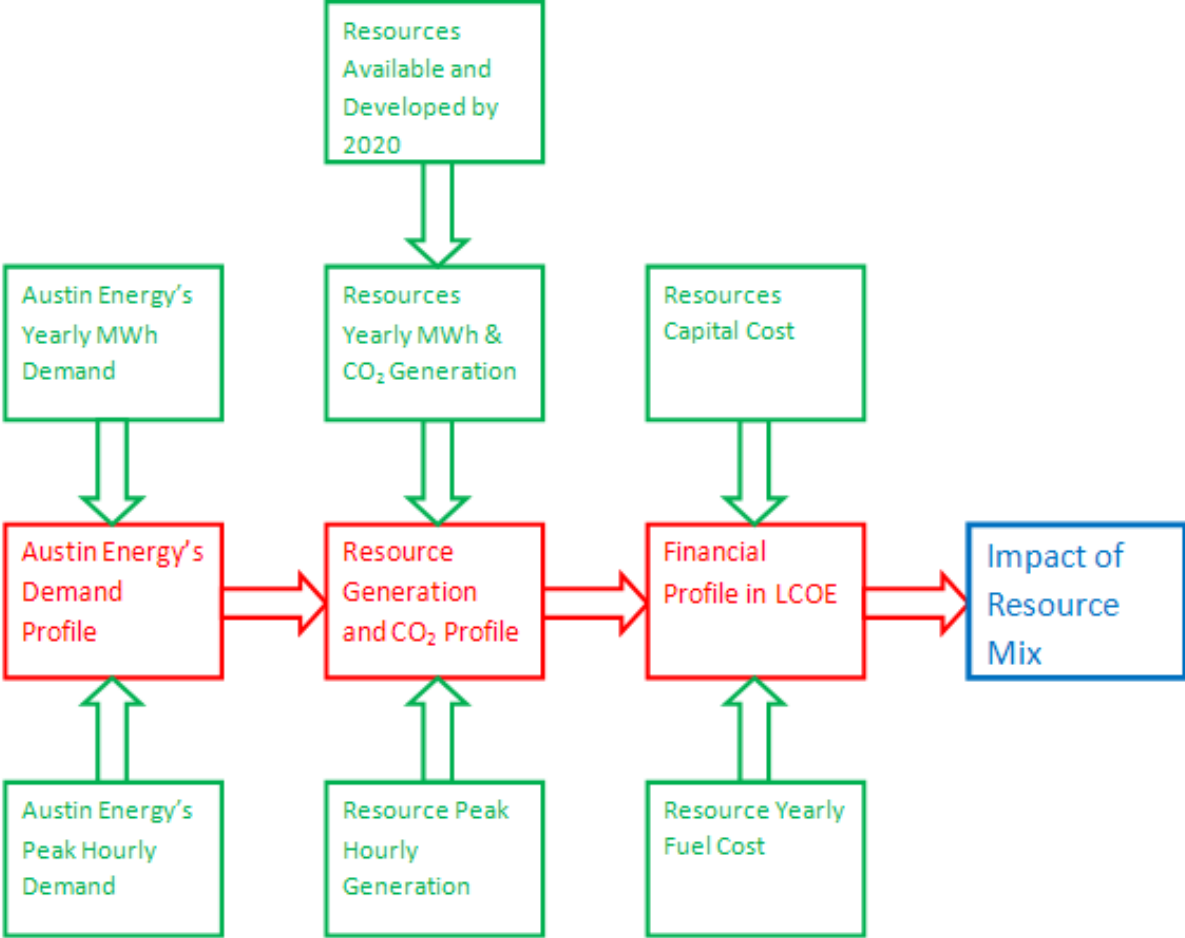 Resources
Available and
Developed by
2020
Austin Energy’s
Yearly MWh
Demand
Resources
Yearly MWh &
CO₂ Generation
Resources
Capital Cost
Austin Energy’s
Demand
Profile
Resource
Generation
and CO₂ Profile
Financial
Profile in LCOE
Impact of
Resource
Mix
Austin Energy’s
Peak Hourly
Demand
Resource Peak
Hourly
Generation
Resource Yearly
Fuel Cost